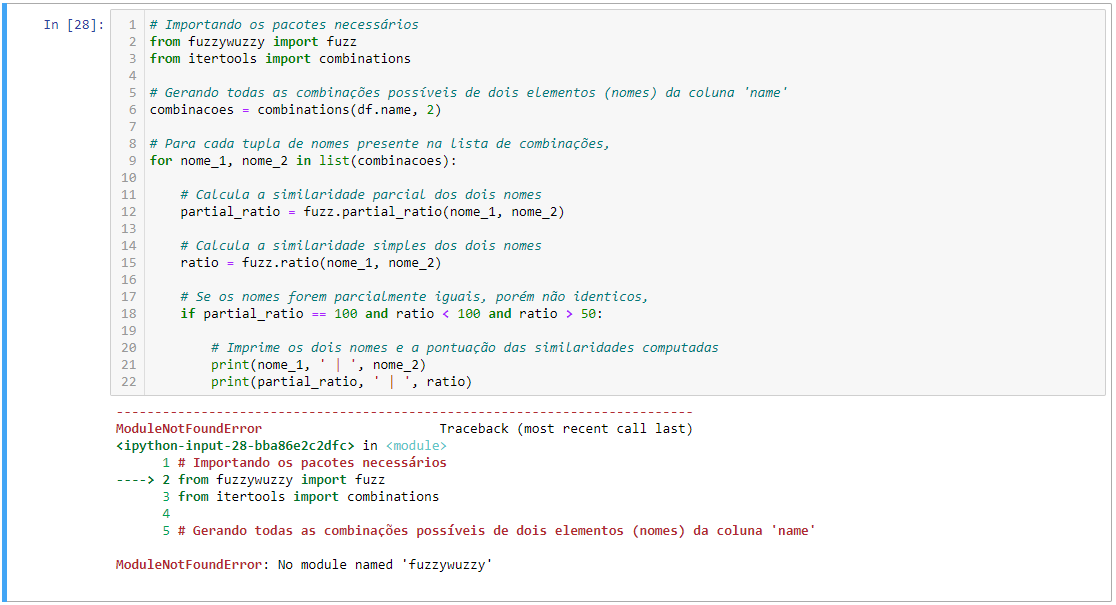 In [28]:
1 # Importando os pacotes necessários
2 from fuzzywuzzy import fuzz
3 from itertools import combinations
4
5 # Gerando todas as combinações possíveis de dois elementos (nomes) da coluna 'name'
6 combinacoes = combinations(df.name, 2)
7
8 # Para cada tupla de nomes presente na lista de combinações,
9 for nome_1, nome_2 in list(combinacoes):
10
11     # Calcula a similaridade parcial dos dois nomes
12     partial_ratio = fuzz.partial_ratio(nome_1, nome_2)
13
14     # Calcula a similaridade simples dos dois nomes
15     ratio = fuzz.ratio(nome_1, nome_2)
16
17     # Se os nomes forem parcialmente iguais, porém não identicos,
18     if partial_ratio == 100 and ratio < 100 and ratio > 50:
19
20         # Imprime os dois nomes e a pontuação das similaridades computadas
21         print(nome_1, ' | ', nome_2)
22         print(partial_ratio, ' | ', ratio)
---------------------------------------------------------------------------
ModuleNotFoundError                       Traceback (most recent call last)
<ipython-input-28-bba86e2c2dfc> in <module>
      1 # Importando os pacotes necessários
----> 2 from fuzzywuzzy import fuzz
      3 from itertools import combinations
      4
      5 # Gerando todas as combinações possíveis de dois elementos (nomes) da coluna 'name'
ModuleNotFoundError: No module named 'fuzzywuzzy'